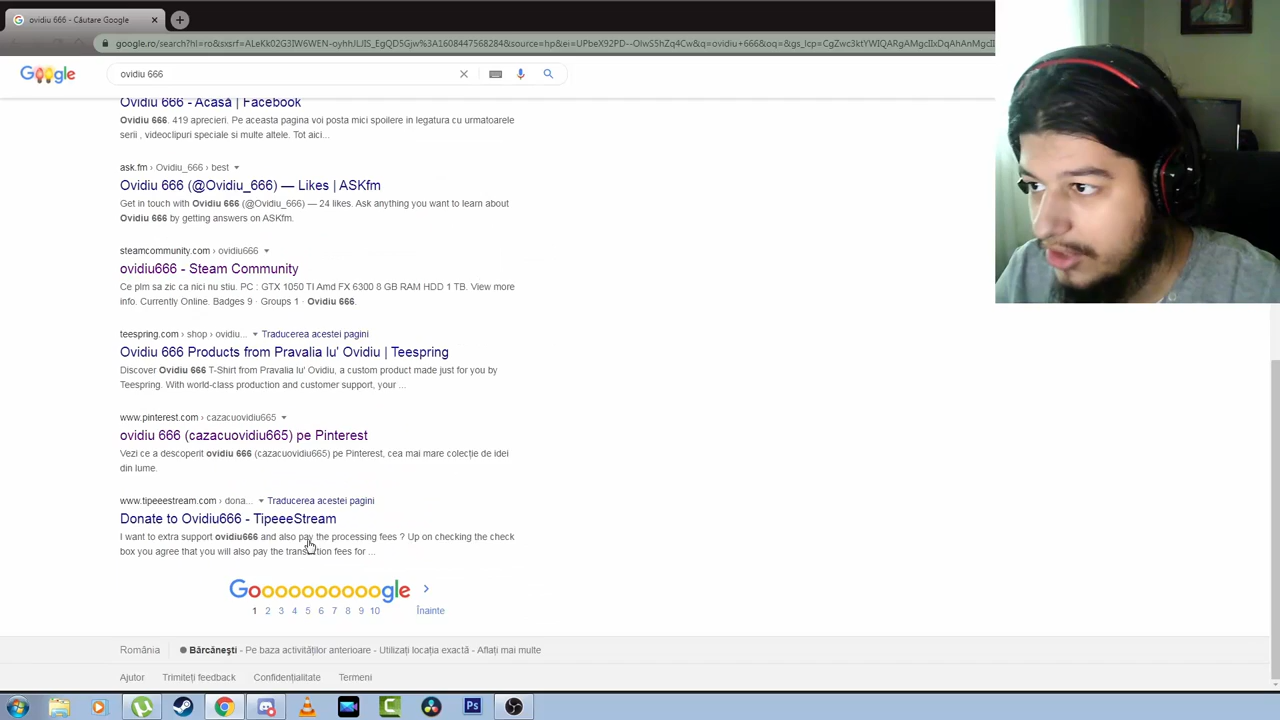 ovidiu 666 - Căutare Google
google.ro/search?hl=ro&sxsrf=ALeKk02G3IW6WEN-oyhhJLJIS_EgQD5Gjw%3A1608447568284&source=hp&ei=UPbeX92PD--OlwS5hZq4Cw&q=ovidiu+666&oq=&gs_lcp=CgZwc3ktYWIQARgAMgcIIxDqAhAnMgcII
Google
ovidiu 666
Ovidiu 666 - Acasă | Facebook
Ovidiu 666. 419 aprecieri. Pe aceasta pagina voi posta mici spoilere in legatura cu urmatoarele
serii , videoclipuri speciale si multe altele. Tot aici...
ask.fm › Ovidiu_666 › best
Ovidiu 666 (@Ovidiu_666) — Likes | ASKfm
Get in touch with Ovidiu 666 (@Ovidiu_666) — 24 likes. Ask anything you want to learn about
Ovidiu 666 by getting answers on ASKfm.
steamcommunity.com › ovidiu666
ovidiu666 - Steam Community
Ce plm sa zic ca nici nu stiu. PC : GTX 1050 TI Amd FX 6300 8 GB RAM HDD 1 TB. View more
info. Currently Online. Badges 9 · Groups 1 · Ovidiu 666.
teespring.com › shop › ovidiu... Traducerea acestei pagini
Ovidiu 666 Products from Pravalia lu' Ovidiu | Teespring
Discover Ovidiu 666 T-Shirt from Pravalia lu' Ovidiu, a custom product made just for you by
Teespring. With world-class production and customer support, your ...
www.pinterest.com › cazacuovidiu665
ovidiu 666 (cazacuovidiu665) pe Pinterest
Vezi ce a descoperit ovidiu 666 (cazacuovidiu665) pe Pinterest, cea mai mare colecție de idei
din lume.
www.tipeeestream.com › dona... Traducerea acestei pagini
Donate to Ovidiu666 - TipeeeStream
I want to extra support ovidiu666 and also pay the processing fees ? Up on checking the check
box you agree that you will also pay the transaction fees for ...
Goooooooooogle
1 2 3 4 5 6 7 8 9 10 Înainte
România Bărcănești - Pe baza activităților anterioare - Utilizați locația exactă - Aflați mai multe
Ajutor Trimiteți feedback Confidențialitate Termeni
Ps